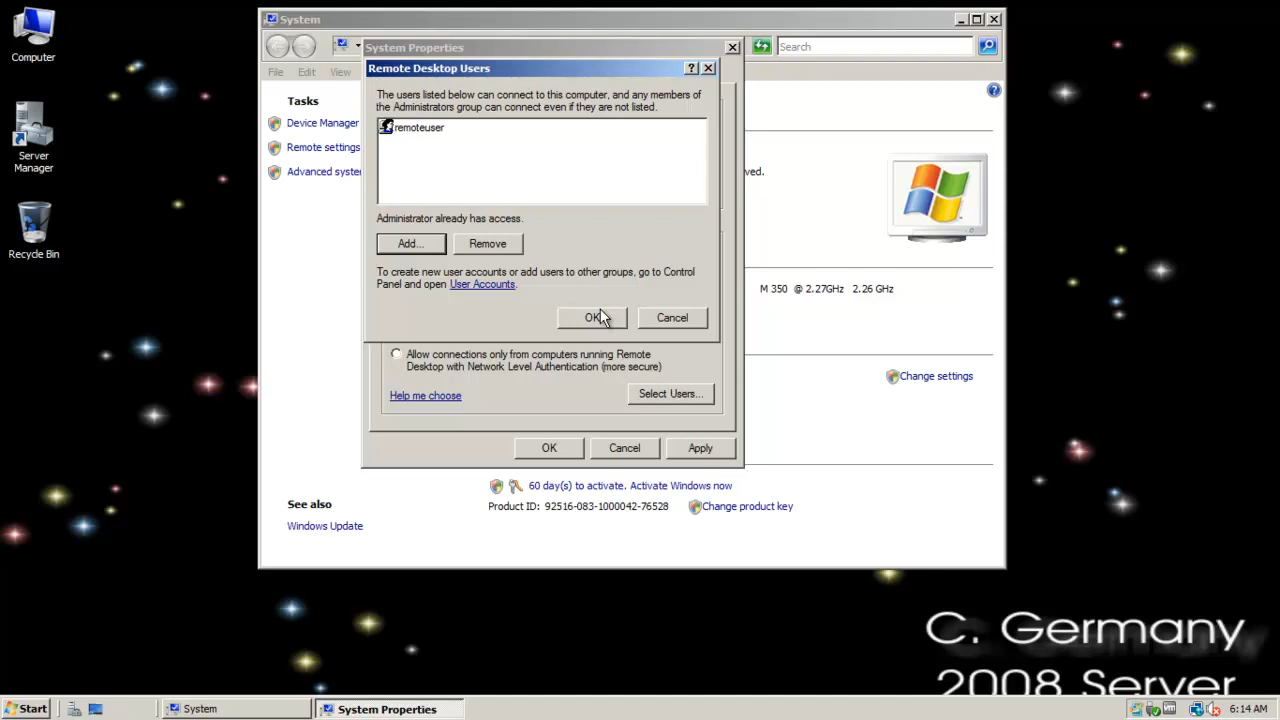 Computer
Server
Manager
Recycle Bin
System
Search
File Edit View
Tasks
Device Manager
Remote settings
See also
Windows Update
System Properties
Remote Desktop Users
The users listed below can connect to this computer, and any members of
the Administrators group can connect even if they are not listed.
remoteuser
Administrator already has access.
Add... Remove
To create new user accounts or add users to other groups, go to Control
Panel and open User Accounts.
OK Cancel
Allow connections only from computers running Remote
Desktop with Network Level Authentication (more secure)
Help me choose Select Users...
OK Cancel Apply
M 350 @ 2.27GHz 2.26 GHz
Change settings
60 day(s) to activate. Activate Windows now
Product ID: 92516-083-1000042-76528 Change product key
C. Germany
2008 Server
Start System System Properties 6:14 AM